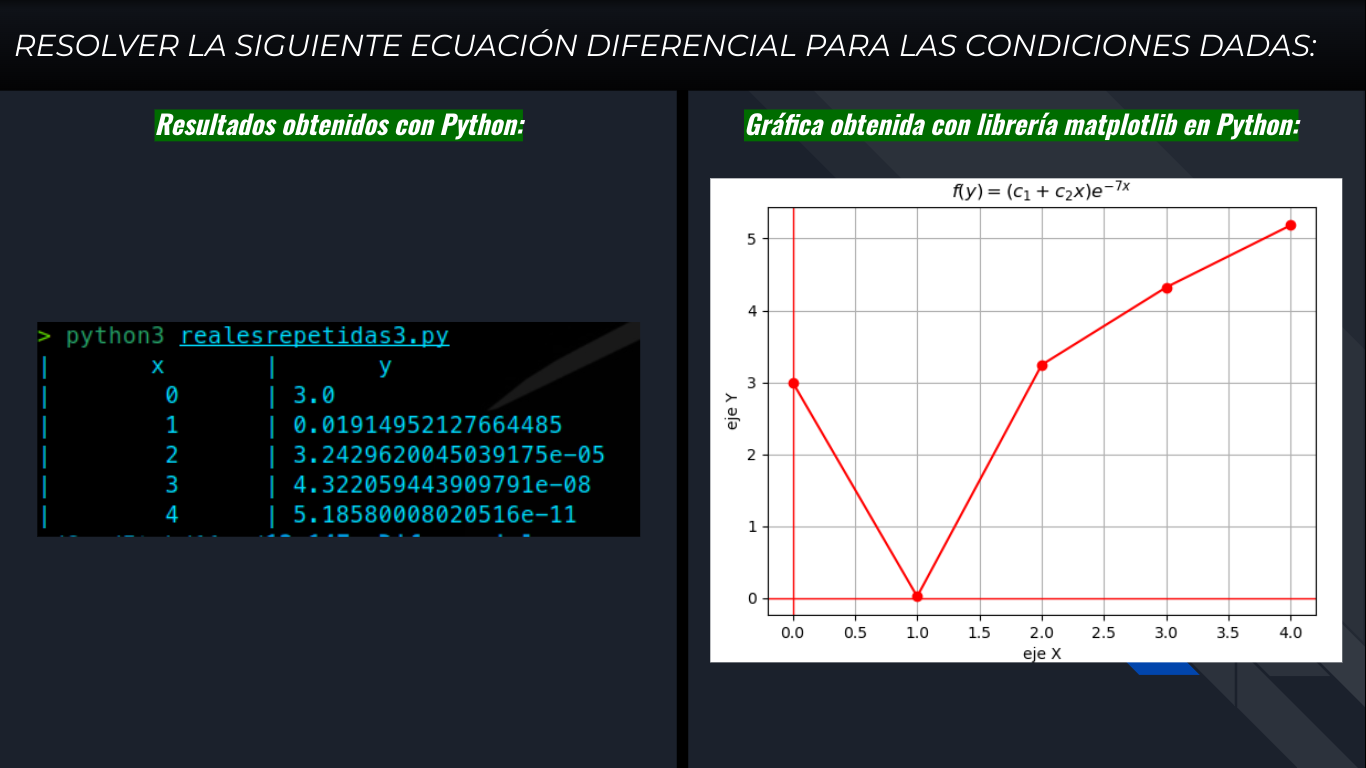 RESOLVER LA SIGUIENTE ECUACIÓN DIFERENCIAL PARA LAS CONDICIONES DADAS:
Resultados obtenidos con Python:
> python3 realesrepetidas3.py
| x | y
| 0 | 3.0
| 1 | 0.01914952127664485
| 2 | 3.2429620045039175e-05
| 3 | 4.322059443909791e-08
| 4 | 5.18580008020516e-11
Gráfica obtenida con librería matplotlib en Python:
f(y) = (c₁ + c₂x)e⁻⁷ˣ
5
4
3
2
1
0
eje Y
0.0 0.5 1.0 1.5 2.0 2.5 3.0 3.5 4.0
eje X